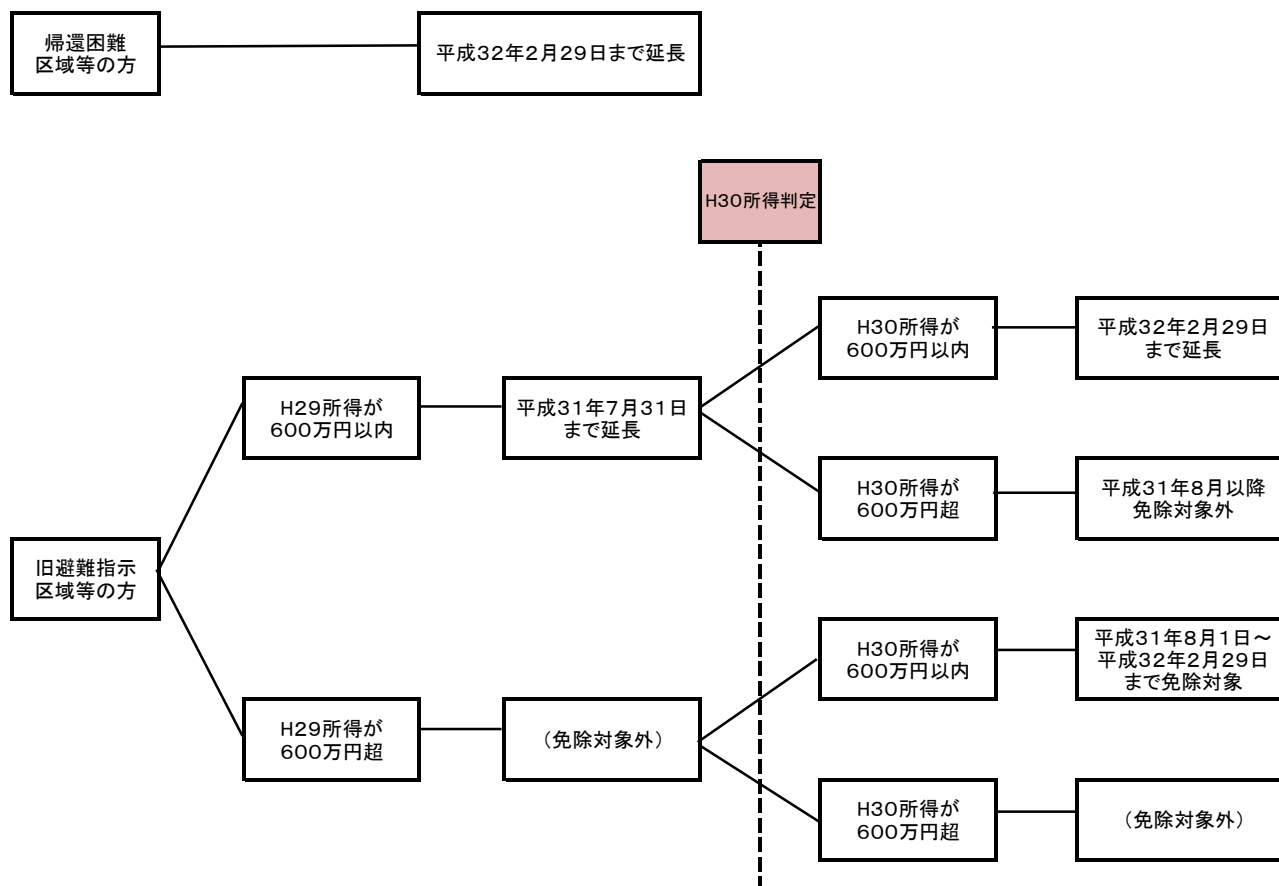 帰還困難
区域等の方
平成32年2月29日まで延長
H30所得判定
H30所得が
600万円以内
平成32年2月29日
まで延長
H29所得が
600万円以内
平成31年7月31日
まで延長
H30所得が
600万円超
平成31年8月以降
免除対象外
旧避難指示
区域等の方
H30所得が
600万円以内
平成31年8月1日～
平成32年2月29日
まで免除対象
H29所得が
600万円超
（免除対象外）
H30所得が
600万円超
（免除対象外）